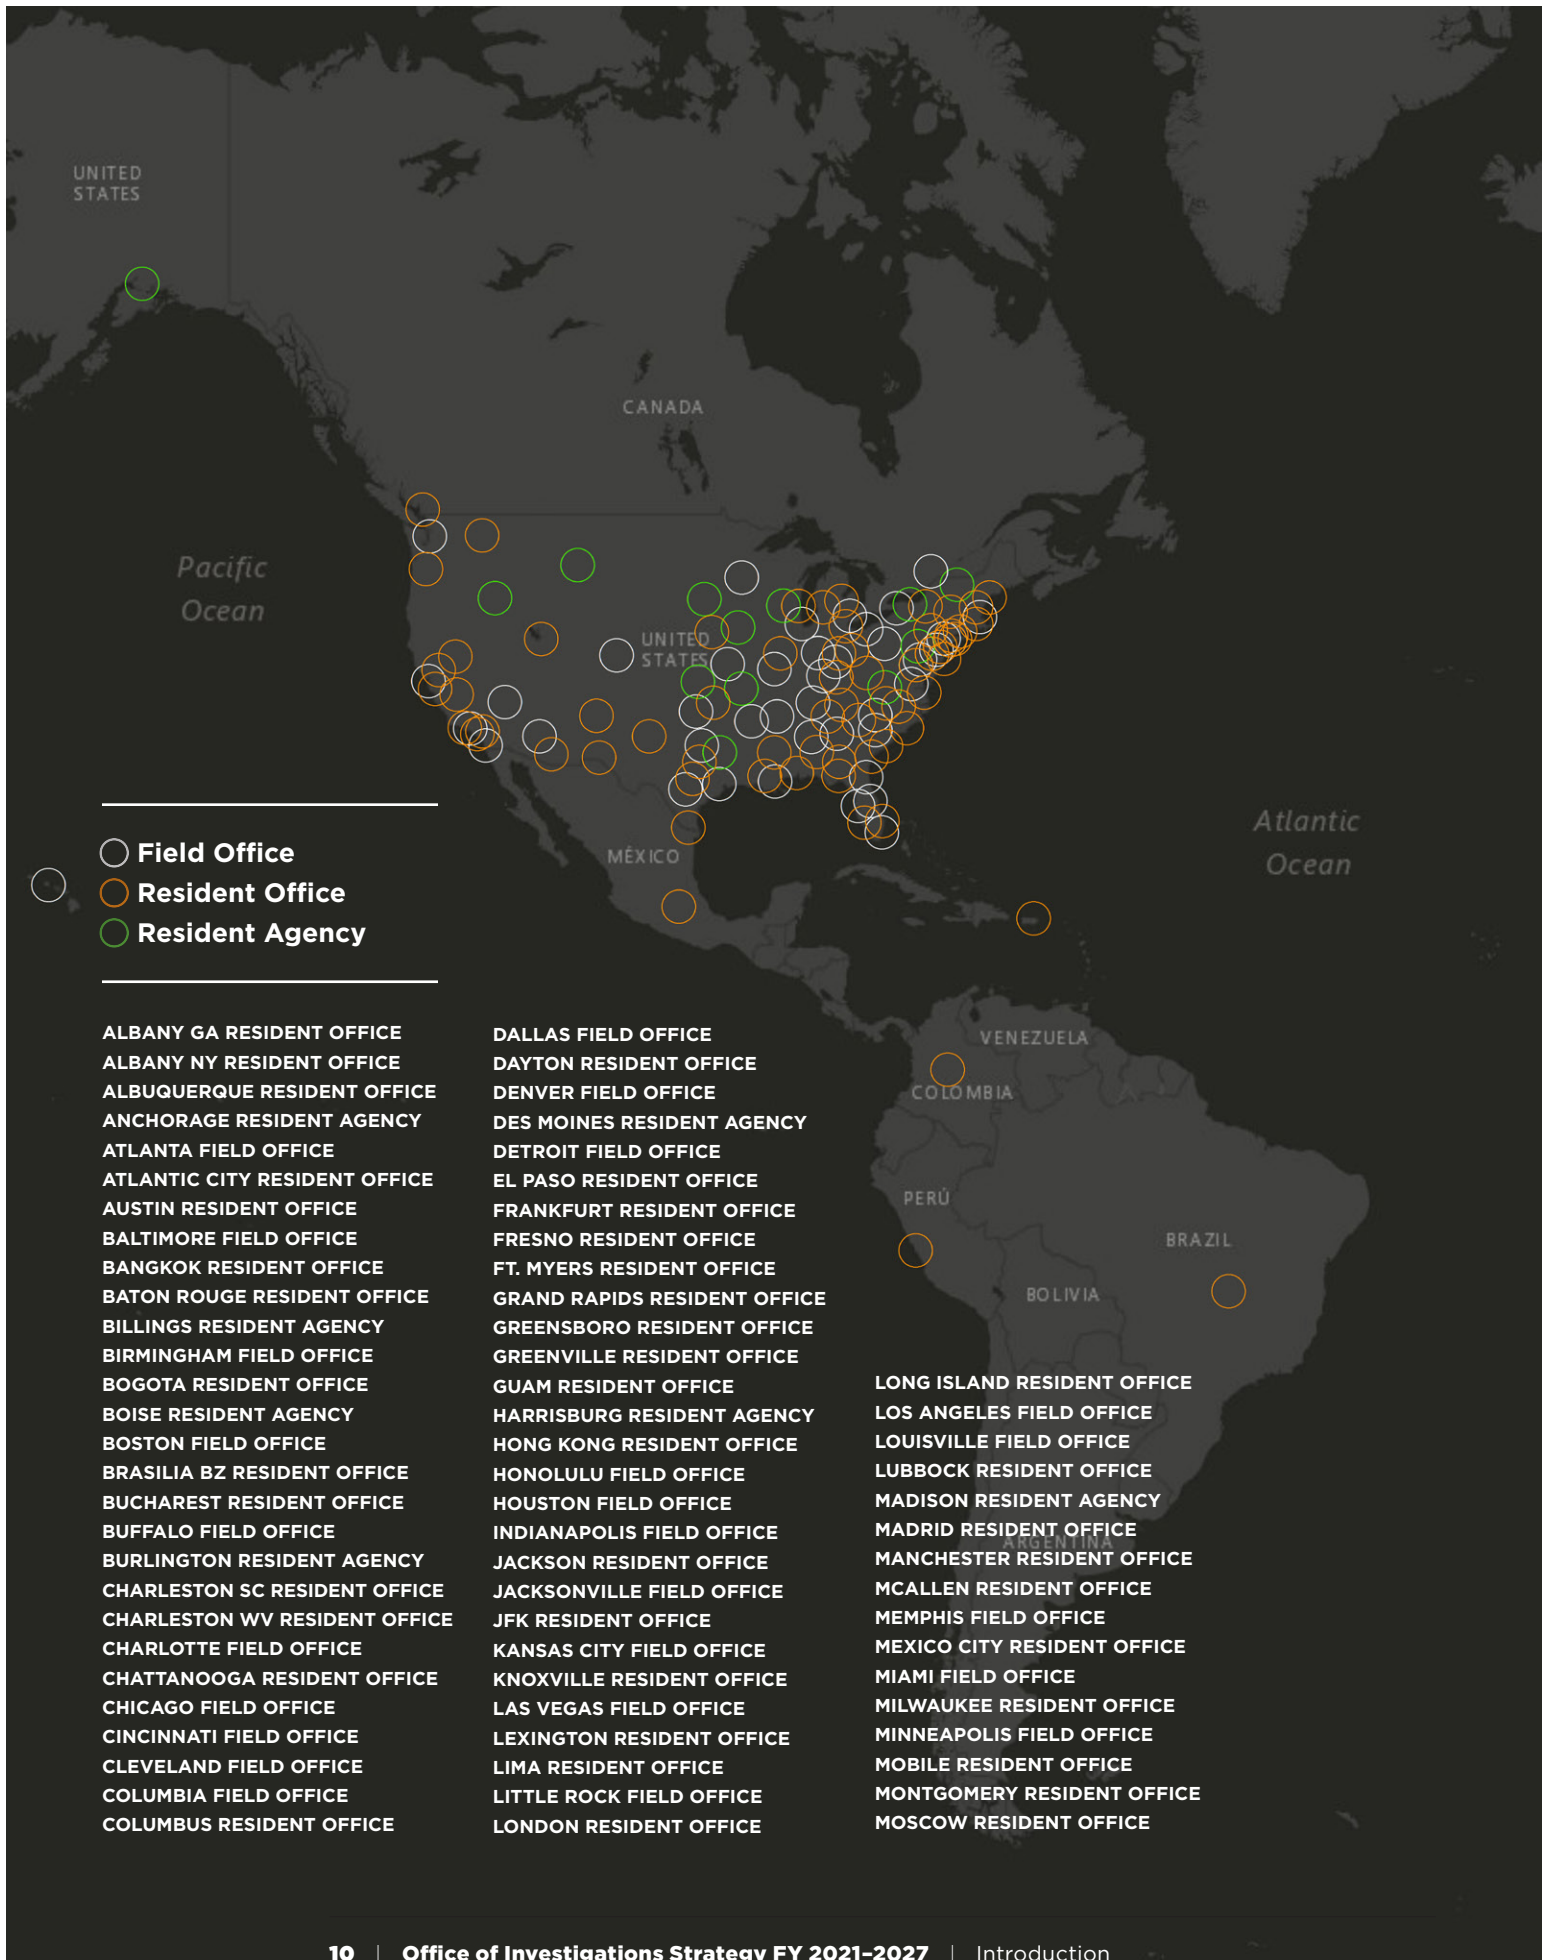 UNITED
STATES
CANADA
Pacific
Ocean
UNITED
STATES
Atlantic
Ocean
MÉXICO
Field Office
Resident Office
Resident Agency
VENEZUELA
COLOMBIA
PERÚ
BRAZIL
BOLIVIA
ARGENTINA
ALBANY GA RESIDENT OFFICE
ALBANY NY RESIDENT OFFICE
ALBUQUERQUE RESIDENT OFFICE
ANCHORAGE RESIDENT AGENCY
ATLANTA FIELD OFFICE
ATLANTIC CITY RESIDENT OFFICE
AUSTIN RESIDENT OFFICE
BALTIMORE FIELD OFFICE
BANGKOK RESIDENT OFFICE
BATON ROUGE RESIDENT OFFICE
BILLINGS RESIDENT AGENCY
BIRMINGHAM FIELD OFFICE
BOGOTA RESIDENT OFFICE
BOISE RESIDENT AGENCY
BOSTON FIELD OFFICE
BRASILIA BZ RESIDENT OFFICE
BUCHAREST RESIDENT OFFICE
BUFFALO FIELD OFFICE
BURLINGTON RESIDENT AGENCY
CHARLESTON SC RESIDENT OFFICE
CHARLESTON WV RESIDENT OFFICE
CHARLOTTE FIELD OFFICE
CHATTANOOGA RESIDENT OFFICE
CHICAGO FIELD OFFICE
CINCINNATI FIELD OFFICE
CLEVELAND FIELD OFFICE
COLUMBIA FIELD OFFICE
COLUMBUS RESIDENT OFFICE
DALLAS FIELD OFFICE
DAYTON RESIDENT OFFICE
DENVER FIELD OFFICE
DES MOINES RESIDENT AGENCY
DETROIT FIELD OFFICE
EL PASO RESIDENT OFFICE
FRANKFURT RESIDENT OFFICE
FRESNO RESIDENT OFFICE
FT. MYERS RESIDENT OFFICE
GRAND RAPIDS RESIDENT OFFICE
GREENSBORO RESIDENT OFFICE
GREENVILLE RESIDENT OFFICE
GUAM RESIDENT OFFICE
HARRISBURG RESIDENT AGENCY
HONG KONG RESIDENT OFFICE
HONOLULU FIELD OFFICE
HOUSTON FIELD OFFICE
INDIANAPOLIS FIELD OFFICE
JACKSON RESIDENT OFFICE
JACKSONVILLE FIELD OFFICE
JFK RESIDENT OFFICE
KANSAS CITY FIELD OFFICE
KNOXVILLE RESIDENT OFFICE
LAS VEGAS FIELD OFFICE
LEXINGTON RESIDENT OFFICE
LIMA RESIDENT OFFICE
LITTLE ROCK FIELD OFFICE
LONDON RESIDENT OFFICE
LONG ISLAND RESIDENT OFFICE
LOS ANGELES FIELD OFFICE
LOUISVILLE FIELD OFFICE
LUBBOCK RESIDENT OFFICE
MADISON RESIDENT AGENCY
MADRID RESIDENT OFFICE
MANCHESTER RESIDENT OFFICE
MCALLEN RESIDENT OFFICE
MEMPHIS FIELD OFFICE
MEXICO CITY RESIDENT OFFICE
MIAMI FIELD OFFICE
MILWAUKEE RESIDENT OFFICE
MINNEAPOLIS FIELD OFFICE
MOBILE RESIDENT OFFICE
MONTGOMERY RESIDENT OFFICE
MOSCOW RESIDENT OFFICE
10 | Office of Investigations Strategy FY 2021–2027 | Introduction